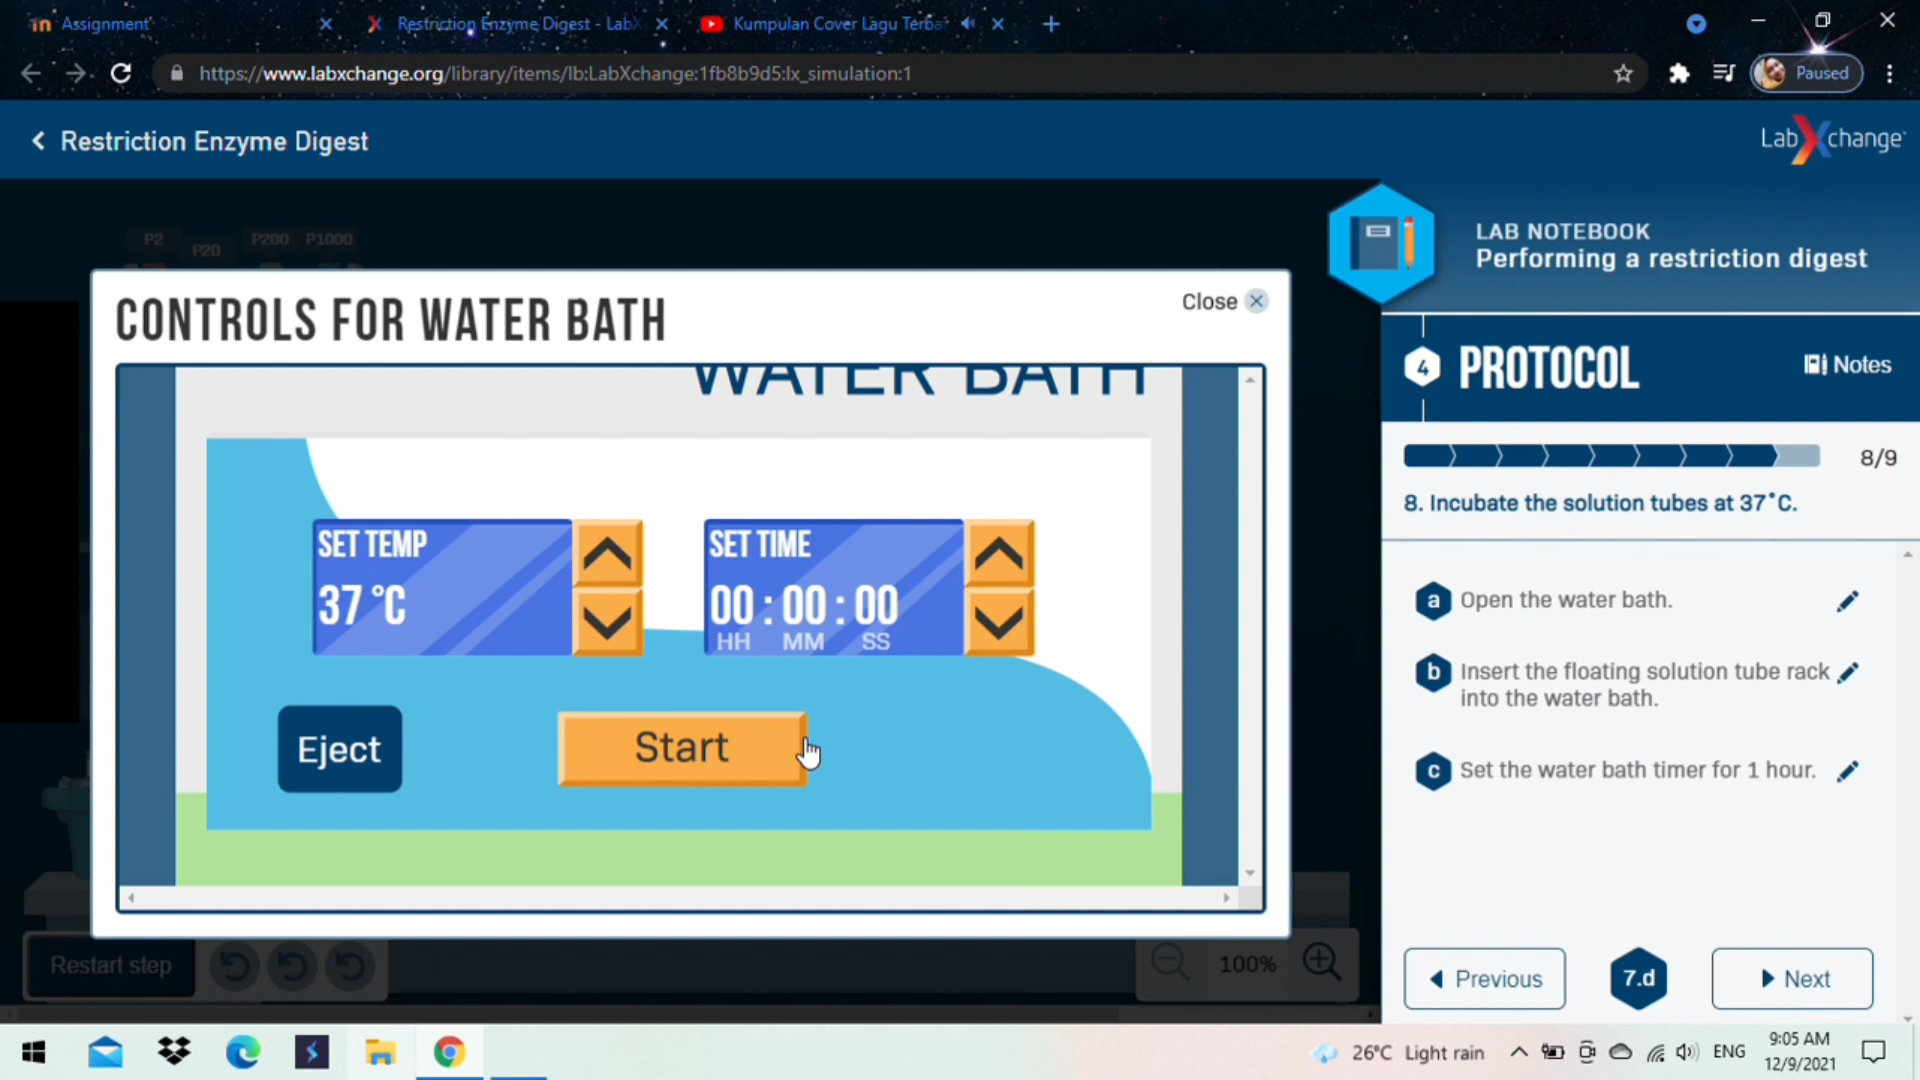 Assignment
Restriction Enzyme Digest - LabX
Kumpulan Cover Lagu Terba
https://www.labxchange.org/library/items/lb:LabXchange:1fb8b9d5:lx_simulation:1
Paused
Restriction Enzyme Digest
LabXchange
P2
P20
P200
P1000
LAB NOTEBOOK
Performing a restriction digest
CONTROLS FOR WATER BATH
Close
4
PROTOCOL
Notes
WATER BATH
8/9
8. Incubate the solution tubes at 37°C.
SET TEMP
37 °C
SET TIME
00 : 00 : 00
HH MM SS
a Open the water bath.
b Insert the floating solution tube rack
into the water bath.
c Set the water bath timer for 1 hour.
Eject
Start
Restart step
100%
Previous
7.d
Next
26°C Light rain
ENG
9:05 AM
12/9/2021